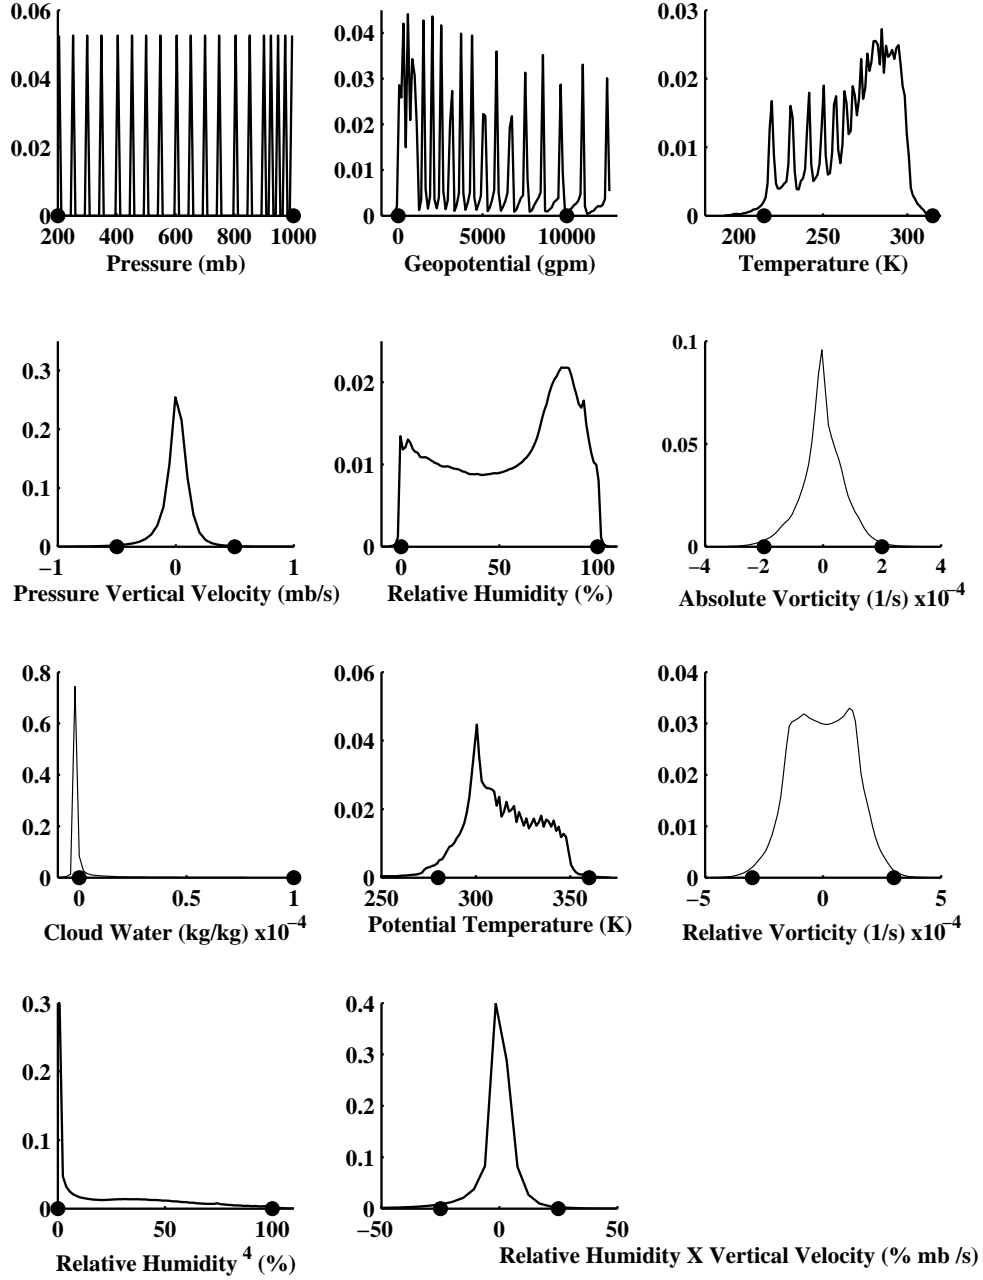 0.06
0.04
0.02
0
200 400 600 800 1000
Pressure (mb)
0.04
0.03
0.02
0.01
0
0 5000 10000
Geopotential (gpm)
0.03
0.02
0.01
0
200 250 300
Temperature (K)
0.3
0.2
0.1
0
−1 0 1
Pressure Vertical Velocity (mb/s)
0.02
0.01
0
0 50 100
Relative Humidity (%)
0.1
0.05
0
−4 −2 0 2 4
Absolute Vorticity (1/s) x10−4
0.8
0.6
0.4
0.2
0
0 0.5 1
Cloud Water (kg/kg) x10−4
0.06
0.04
0.02
0
250 300 350
Potential Temperature (K)
0.04
0.03
0.02
0.01
0
−5 0 5
Relative Vorticity (1/s) x10−4
0.3
0.2
0.1
0
0 50 100
Relative Humidity 4 (%)
0.4
0.3
0.2
0.1
0
−50 0 50
Relative Humidity X Vertical Velocity (% mb /s)